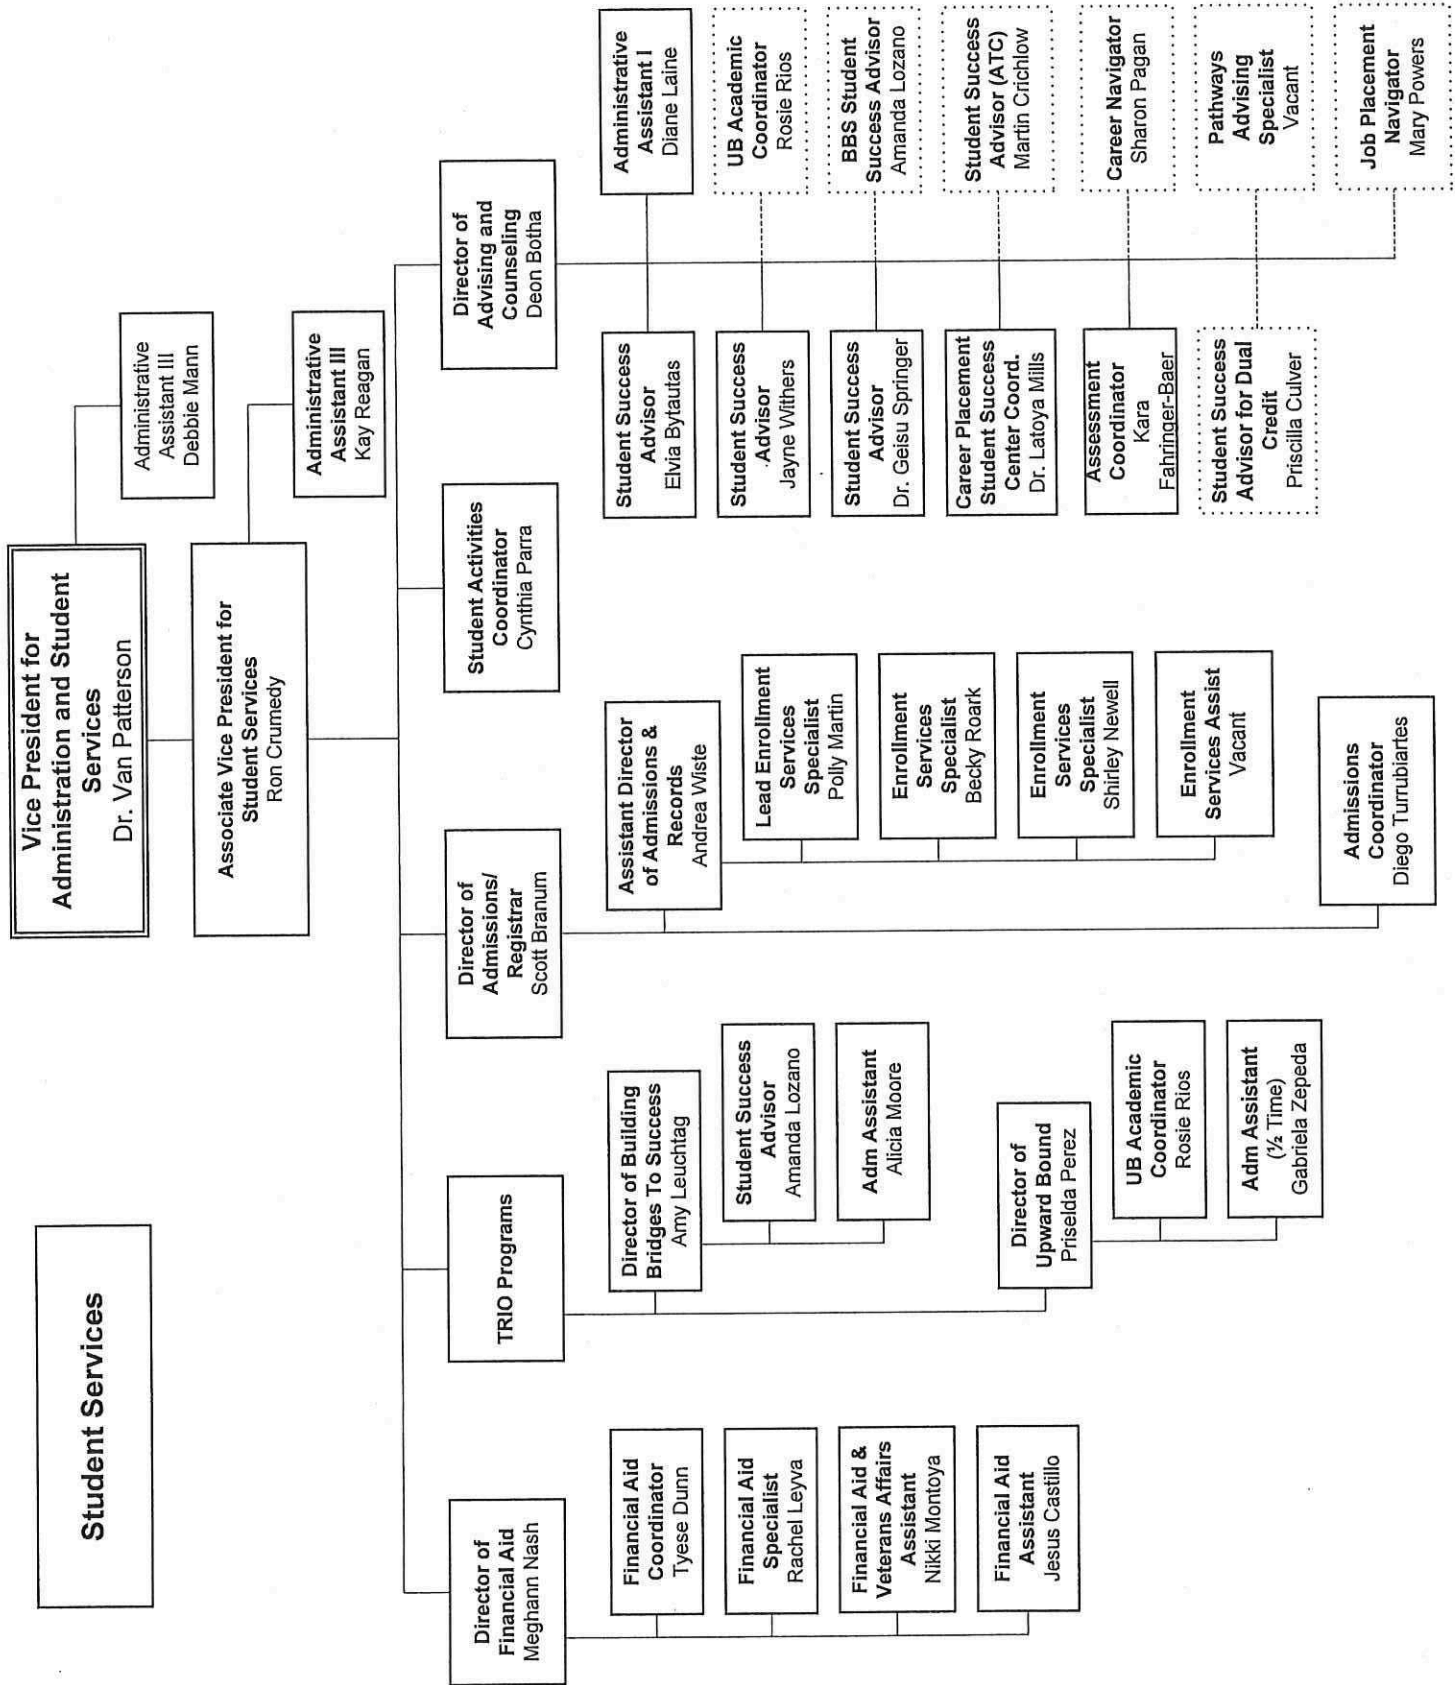 Student Services
Vice President for
Administration and Student
Services
Dr. Van Patterson
Administrative
Assistant III
Debbie Mann
Associate Vice President for
Student Services
Ron Crumedy
Administrative
Assistant III
Kay Reagan
Director of
Financial Aid
Meghann Nash
Financial Aid
Coordinator
Tyese Dunn
Financial Aid
Specialist
Rachel Leyva
Financial Aid &
Veterans Affairs
Assistant
Nikki Montoya
Financial Aid
Assistant
Jesus Castillo
TRIO Programs
Director of Building
Bridges To Success
Amy Leuchtag
Student Success
Advisor
Amanda Lozano
Adm Assistant
Alicia Moore
Director of
Upward Bound
Priselda Perez
UB Academic
Coordinator
Rosie Rios
Adm Assistant
(½ Time)
Gabriela Zepeda
Director of
Admissions/
Registrar
Scott Branum
Assistant Director
of Admissions &
Records
Andrea Wiste
Lead Enrollment
Services
Specialist
Polly Martin
Enrollment
Services
Specialist
Becky Roark
Enrollment
Services
Specialist
Shirley Newell
Enrollment
Services Assist
Vacant
Admissions
Coordinator
Diego Turrubiartes
Student Activities
Coordinator
Cynthia Parra
Director of
Advising and
Counseling
Deon Botha
Student Success
Advisor
Elvia Bytautas
Administrative
Assistant I
Diane Laine
Student Success
Advisor
Jayne Withers
UB Academic
Coordinator
Rosie Rios
Student Success
Advisor
Dr. Geisu Springer
BBS Student
Success Advisor
Amanda Lozano
Career Placement
Student Success
Center Coord.
Dr. Latoya Mills
Student Success
Advisor (ATC)
Martin Crichlow
Assessment
Coordinator
Kara
Fahringer-Baer
Career Navigator
Sharon Pagan
Student Success
Advisor for Dual
Credit
Priscilla Culver
Pathways
Advising
Specialist
Vacant
Job Placement
Navigator
Mary Powers